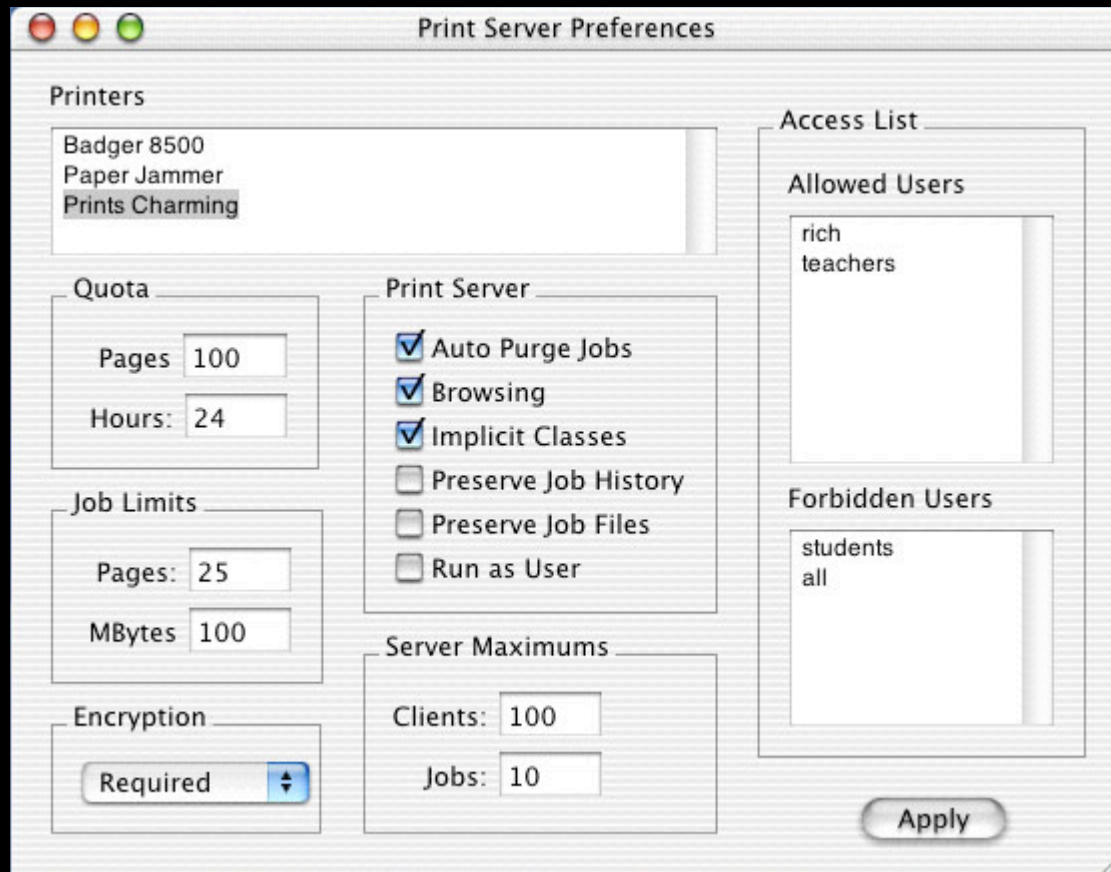 Print Server Preferences
Printers
Badger 8500
Paper Jammer
Prints Charming
Quota
Pages 100
Hours: 24
Job Limits
Pages: 25
MBytes 100
Encryption
Required
Print Server
Auto Purge Jobs
Browsing
Implicit Classes
Preserve Job History
Preserve Job Files
Run as User
Server Maximums
Clients: 100
Jobs: 10
Access List
Allowed Users
rich
teachers
Forbidden Users
students
all
Apply